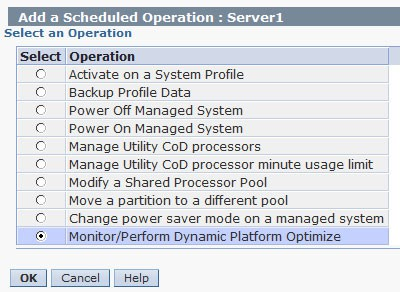 Add a Scheduled Operation : Server1
Select an Operation
Select Operation
Activate on a System Profile
Backup Profile Data
Power Off Managed System
Power On Managed System
Manage Utility CoD processors
Manage Utility CoD processor minute usage limit
Modify a Shared Processor Pool
Move a partition to a different pool
Change power saver mode on a managed system
Monitor/Perform Dynamic Platform Optimize
OK Cancel Help